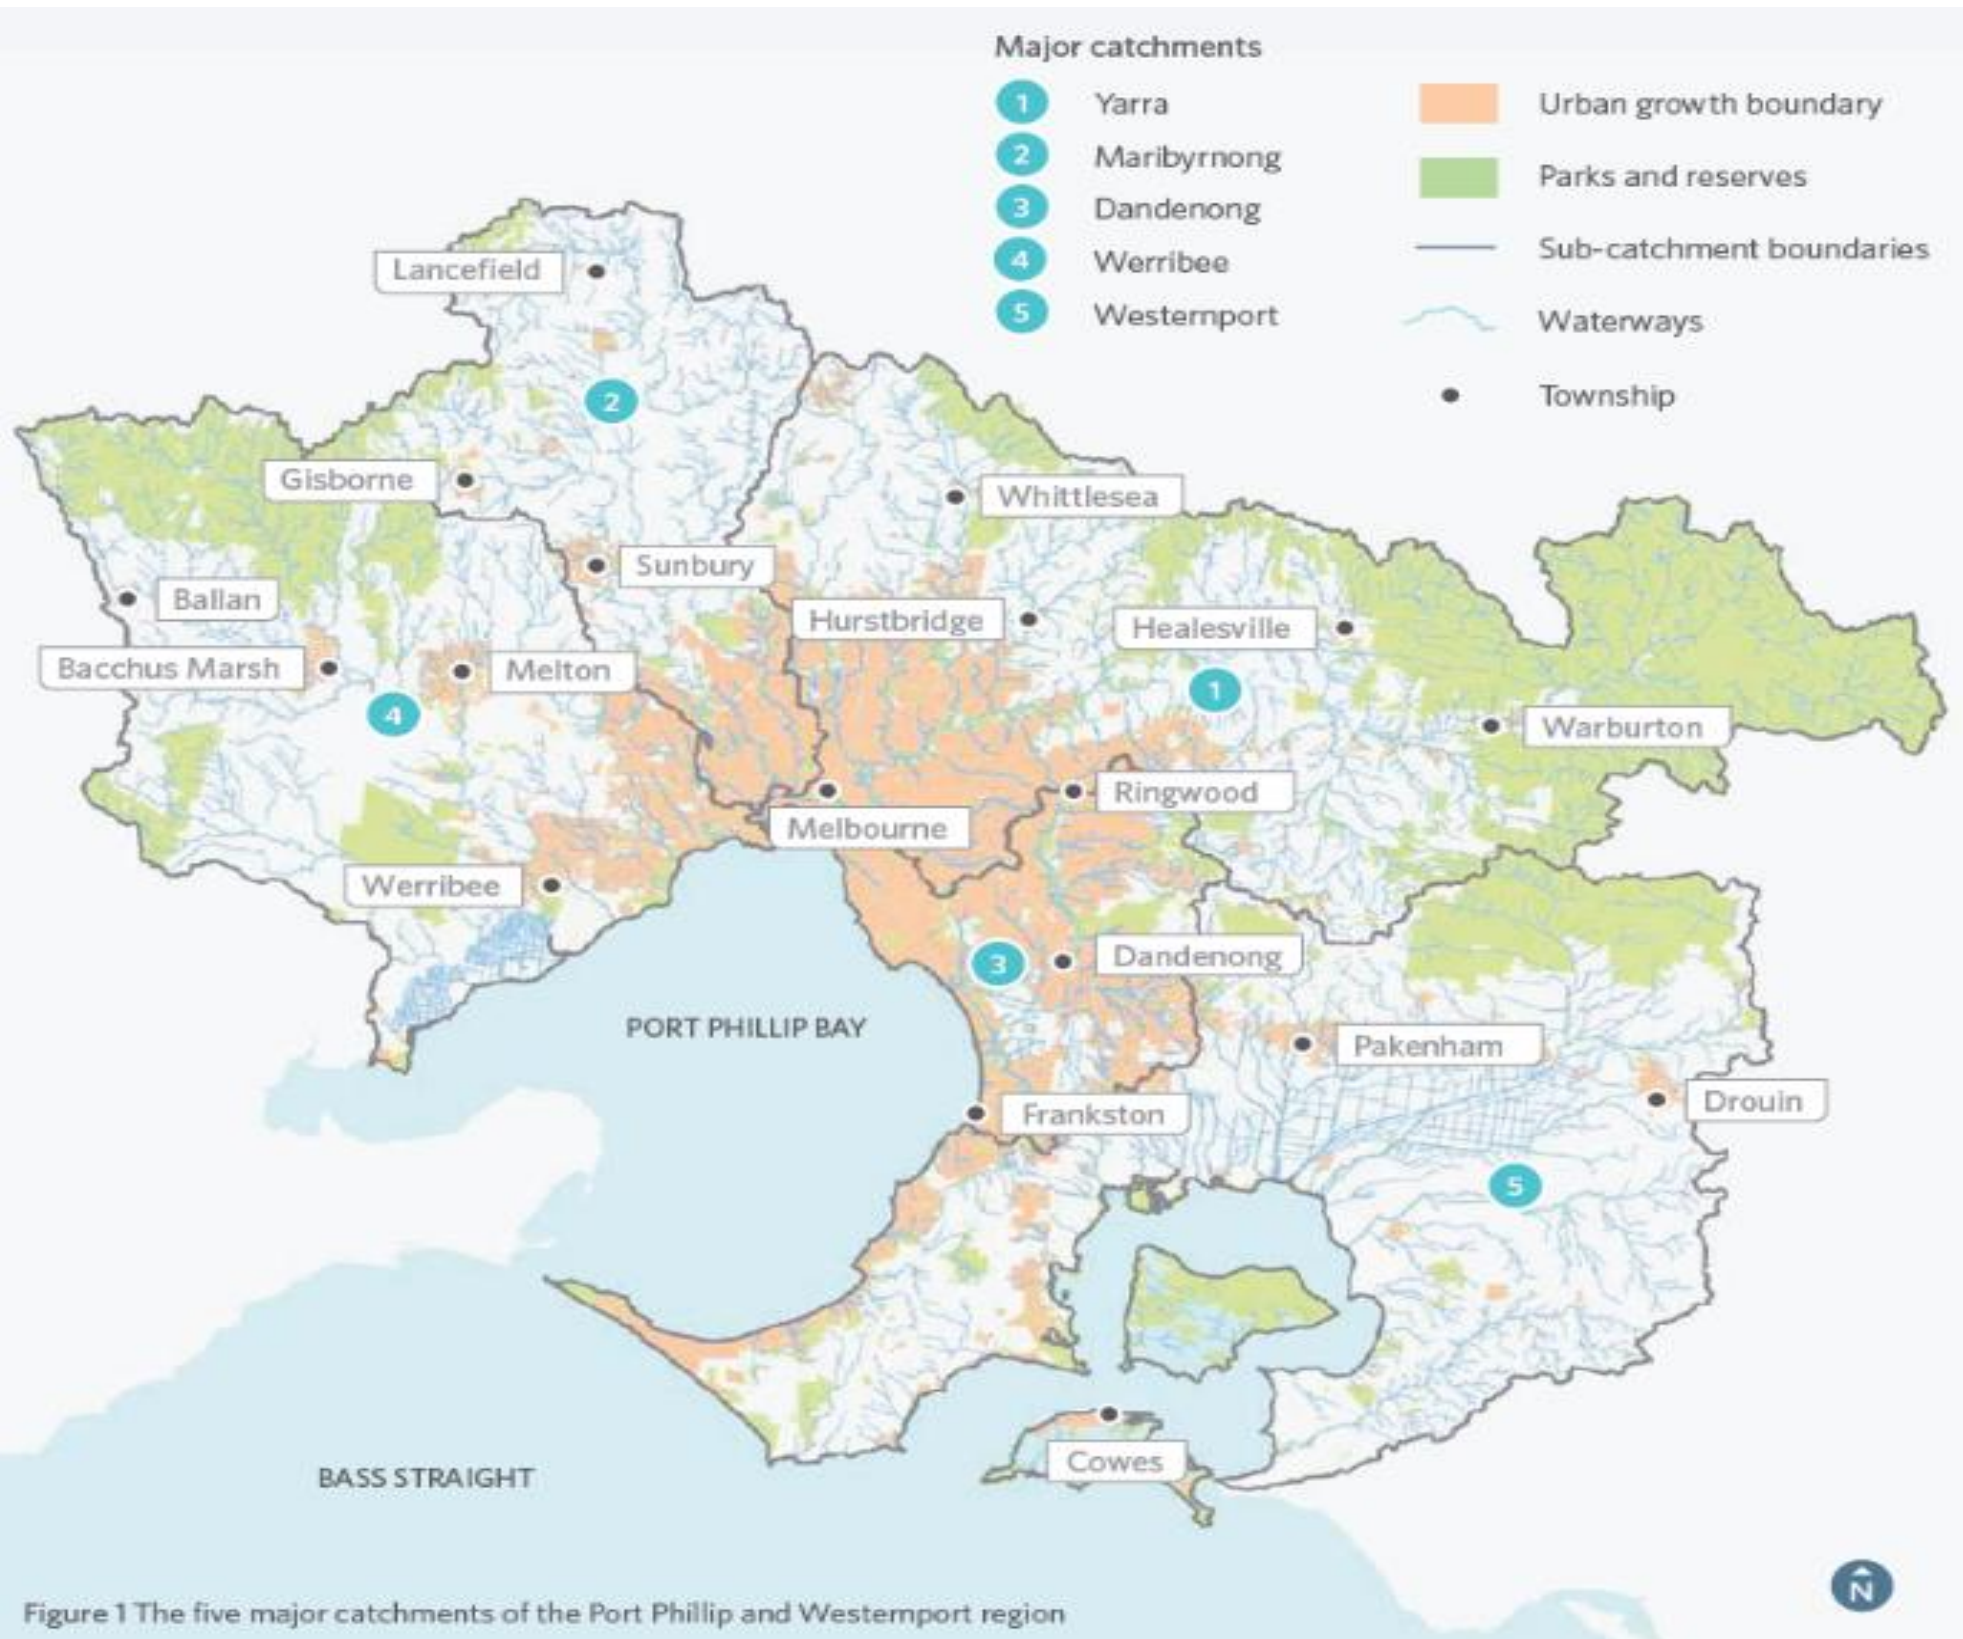 Major catchments
1 Yarra
2 Maribyrnong
3 Dandenong
4 Werribee
5 Westernport
Urban growth boundary
Parks and reserves
Sub-catchment boundaries
Waterways
Township
Lancefield
2
Gisborne
Whittlesea
Sunbury
Ballan
Hurstbridge
Healesville
Bacchus Marsh
Melton
1
4
Warburton
Ringwood
Melbourne
Werribee
3
Dandenong
PORT PHILLIP BAY
Pakenham
Drouin
Frankston
5
Cowes
BASS STRAIGHT
N
Figure 1 The five major catchments of the Port Phillip and Westernport region